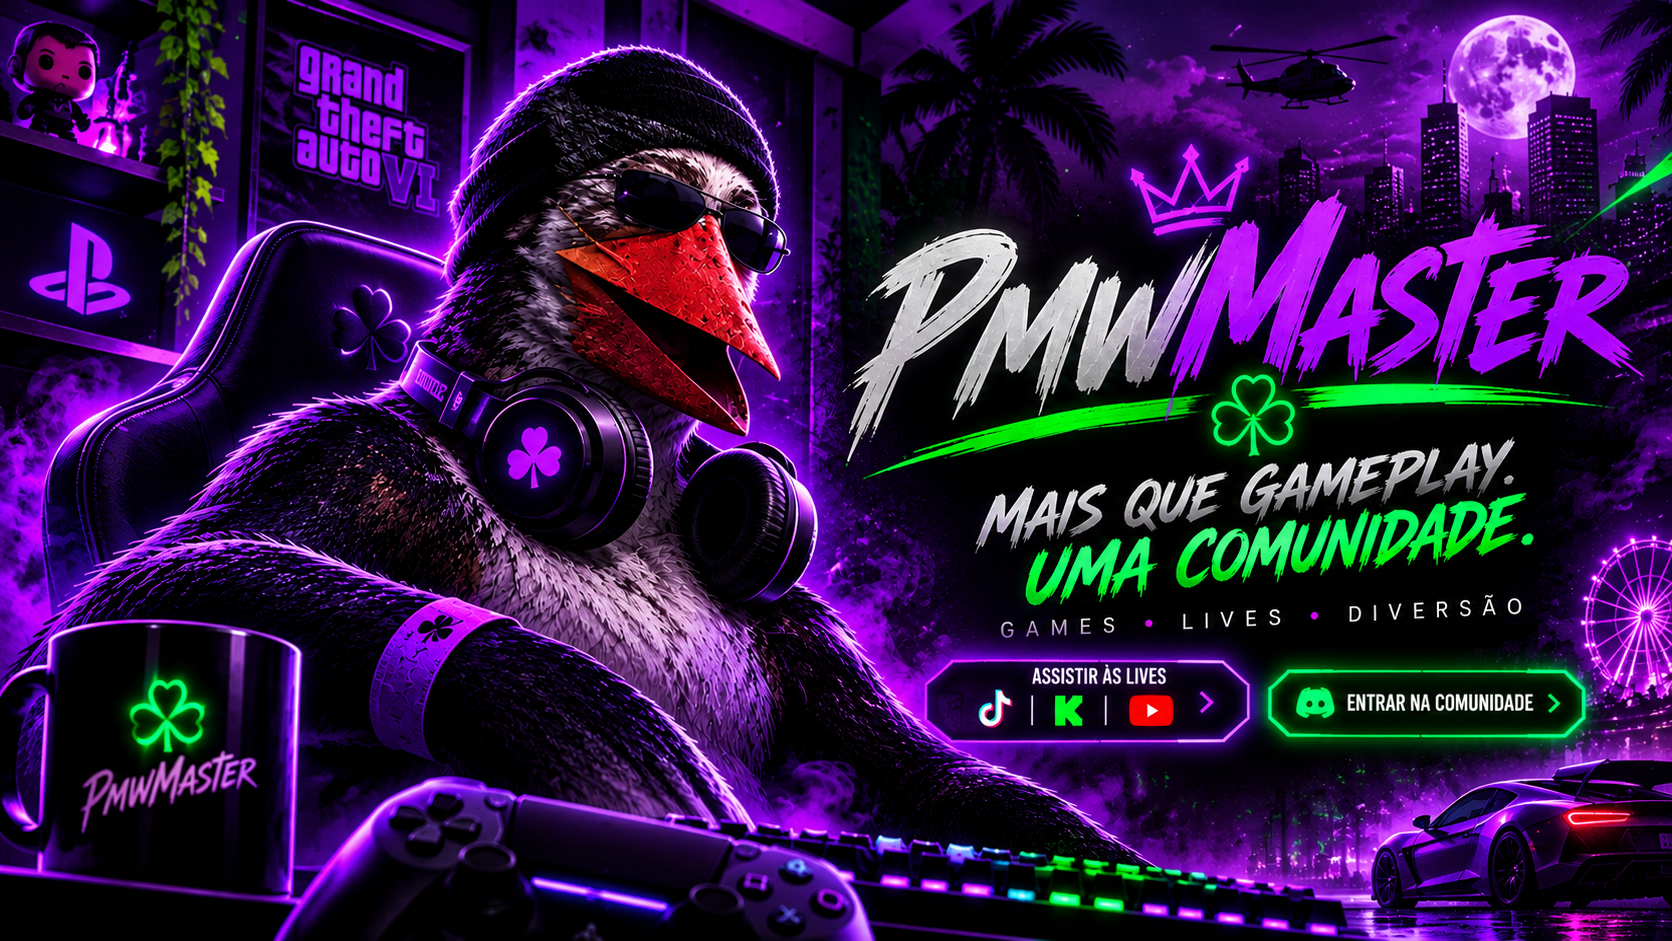 grand
theft
auto VI
PMWMASTER
MAIS QUE GAMEPLAY.
UMA COMUNIDADE.
GAMES • LIVES • DIVERSÃO
ASSISTIR ÀS LIVES
ENTRAR NA COMUNIDADE
PMWMASTER